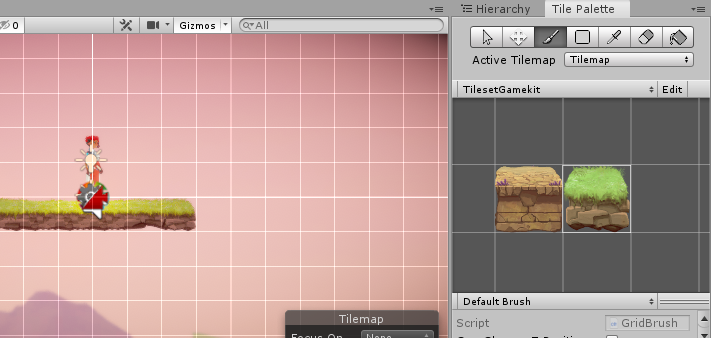 Hierarchy Tile Palette
0 Gizmos All
Active Tilemap Tilemap
TilesetGamekit Edit
Default Brush
Tilemap
Script GridBrush
Focus On None